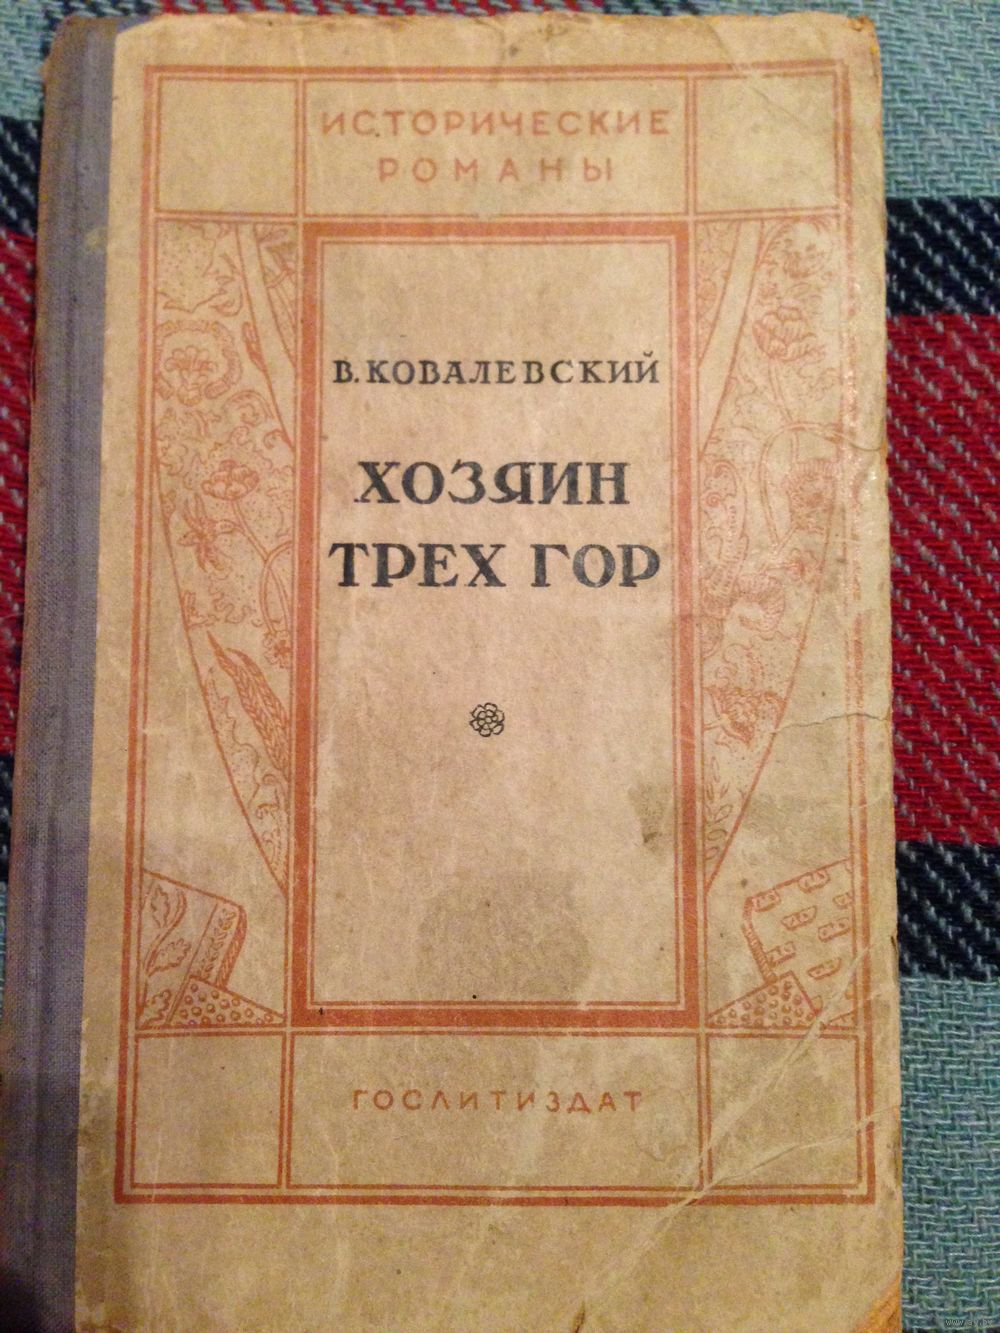 ИСТОРИЧЕСКИЕ
РОМАНЫ
В. КОВАЛЕВСКИЙ
ХОЗЯИН
ТРЕХ ГОР
ГОСЛИТИЗДАТ